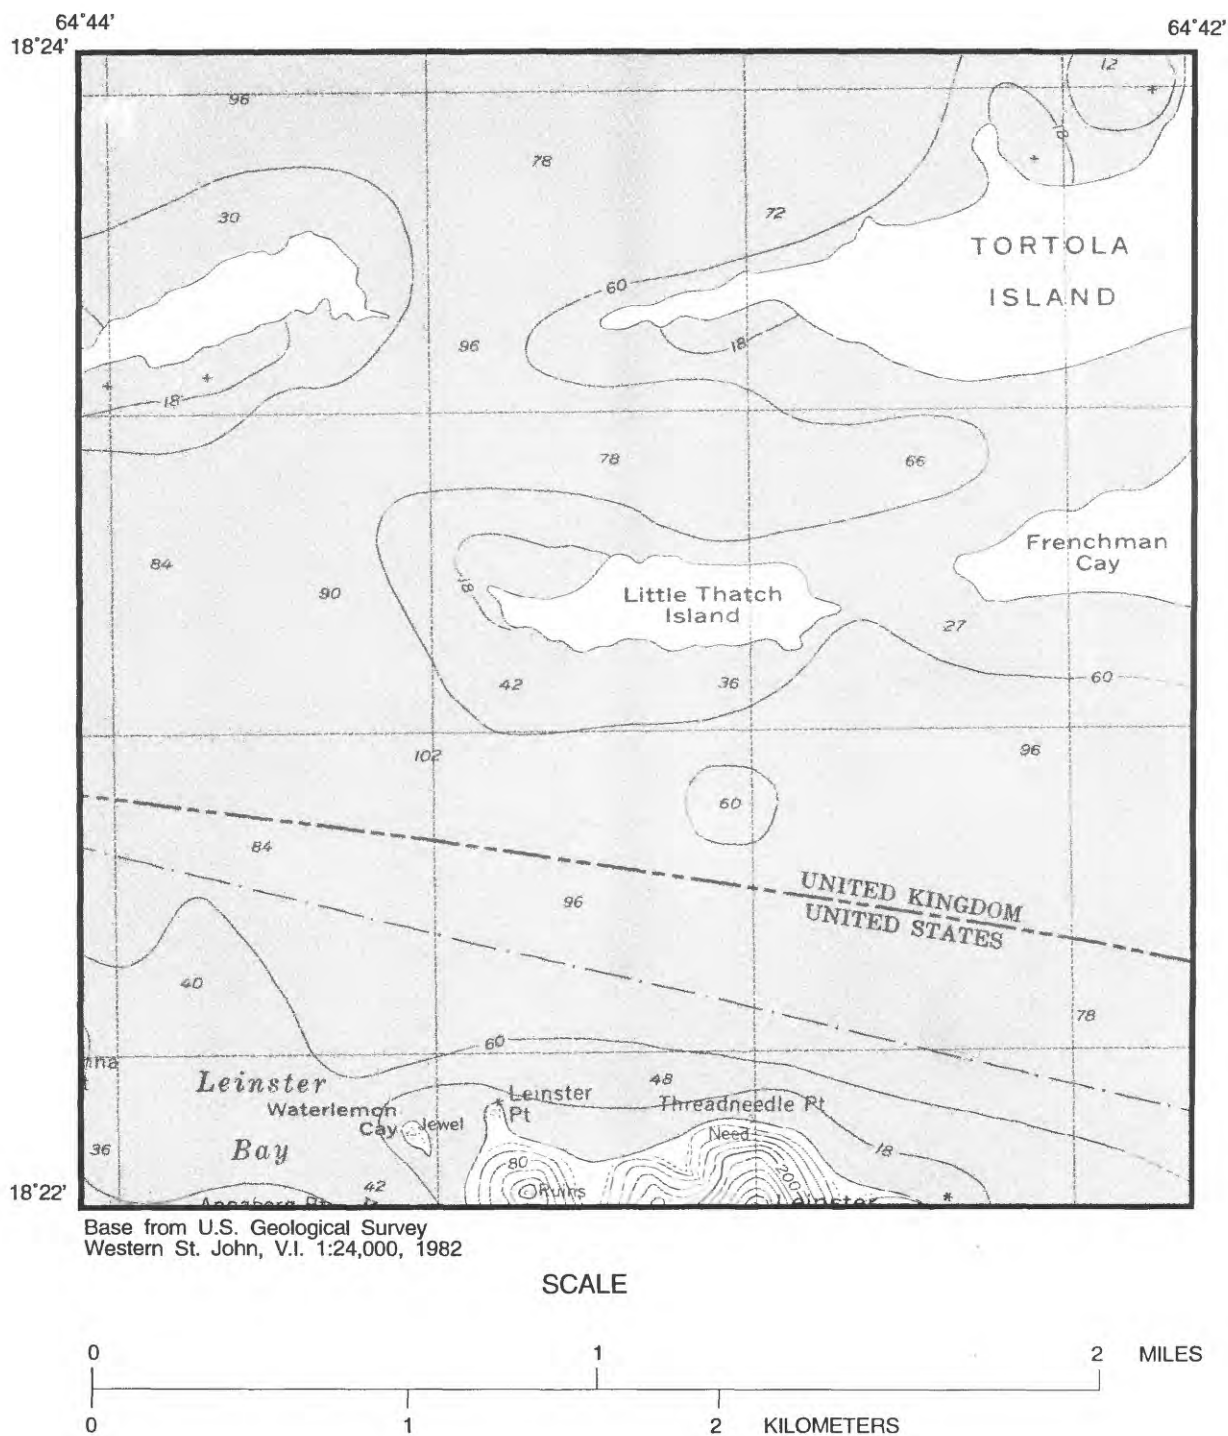 64°44'
64°42'
18°24'
12
96
18
78
30
72
TORTOLA
ISLAND
60
96
18
18
78
66
Frenchman
Cay
84
90
18
Little Thatch
Island
27
42
36
60
102
96
60
84
UNITED KINGDOM
UNITED STATES
96
40
78
60
Leinster
48
Leinster
Pt
Threadneedle Pt
Waterlemon
Cay
Jewel
Need
Bay
36
18
80
200
42
Ruins
18°22'
Annaberg Pt
Leinster
Base from U.S. Geological Survey
Western St. John, V.I. 1:24,000, 1982
SCALE
0 1 2 MILES
0 1 2 KILOMETERS